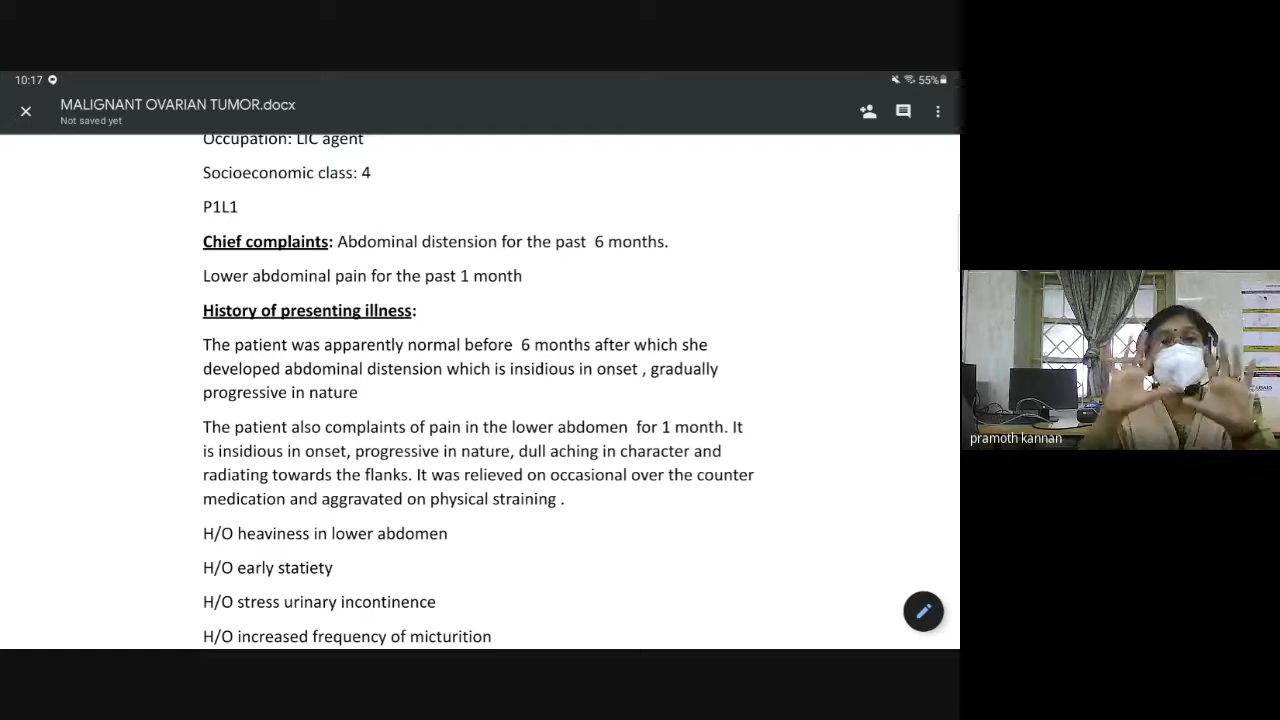 10:17
55%
MALIGNANT OVARIAN TUMOR.docx
Not saved yet
Occupation: LIC agent
Socioeconomic class: 4
P1L1
Chief complaints: Abdominal distension for the past 6 months.
Lower abdominal pain for the past 1 month
History of presenting illness:
The patient was apparently normal before 6 months after which she
developed abdominal distension which is insidious in onset , gradually
progressive in nature
The patient also complaints of pain in the lower abdomen for 1 month. It
is insidious in onset, progressive in nature, dull aching in character and
radiating towards the flanks. It was relieved on occasional over the counter
medication and aggravated on physical straining .
H/O heaviness in lower abdomen
H/O early statiety
H/O stress urinary incontinence
H/O increased frequency of micturition
pramoth kannan